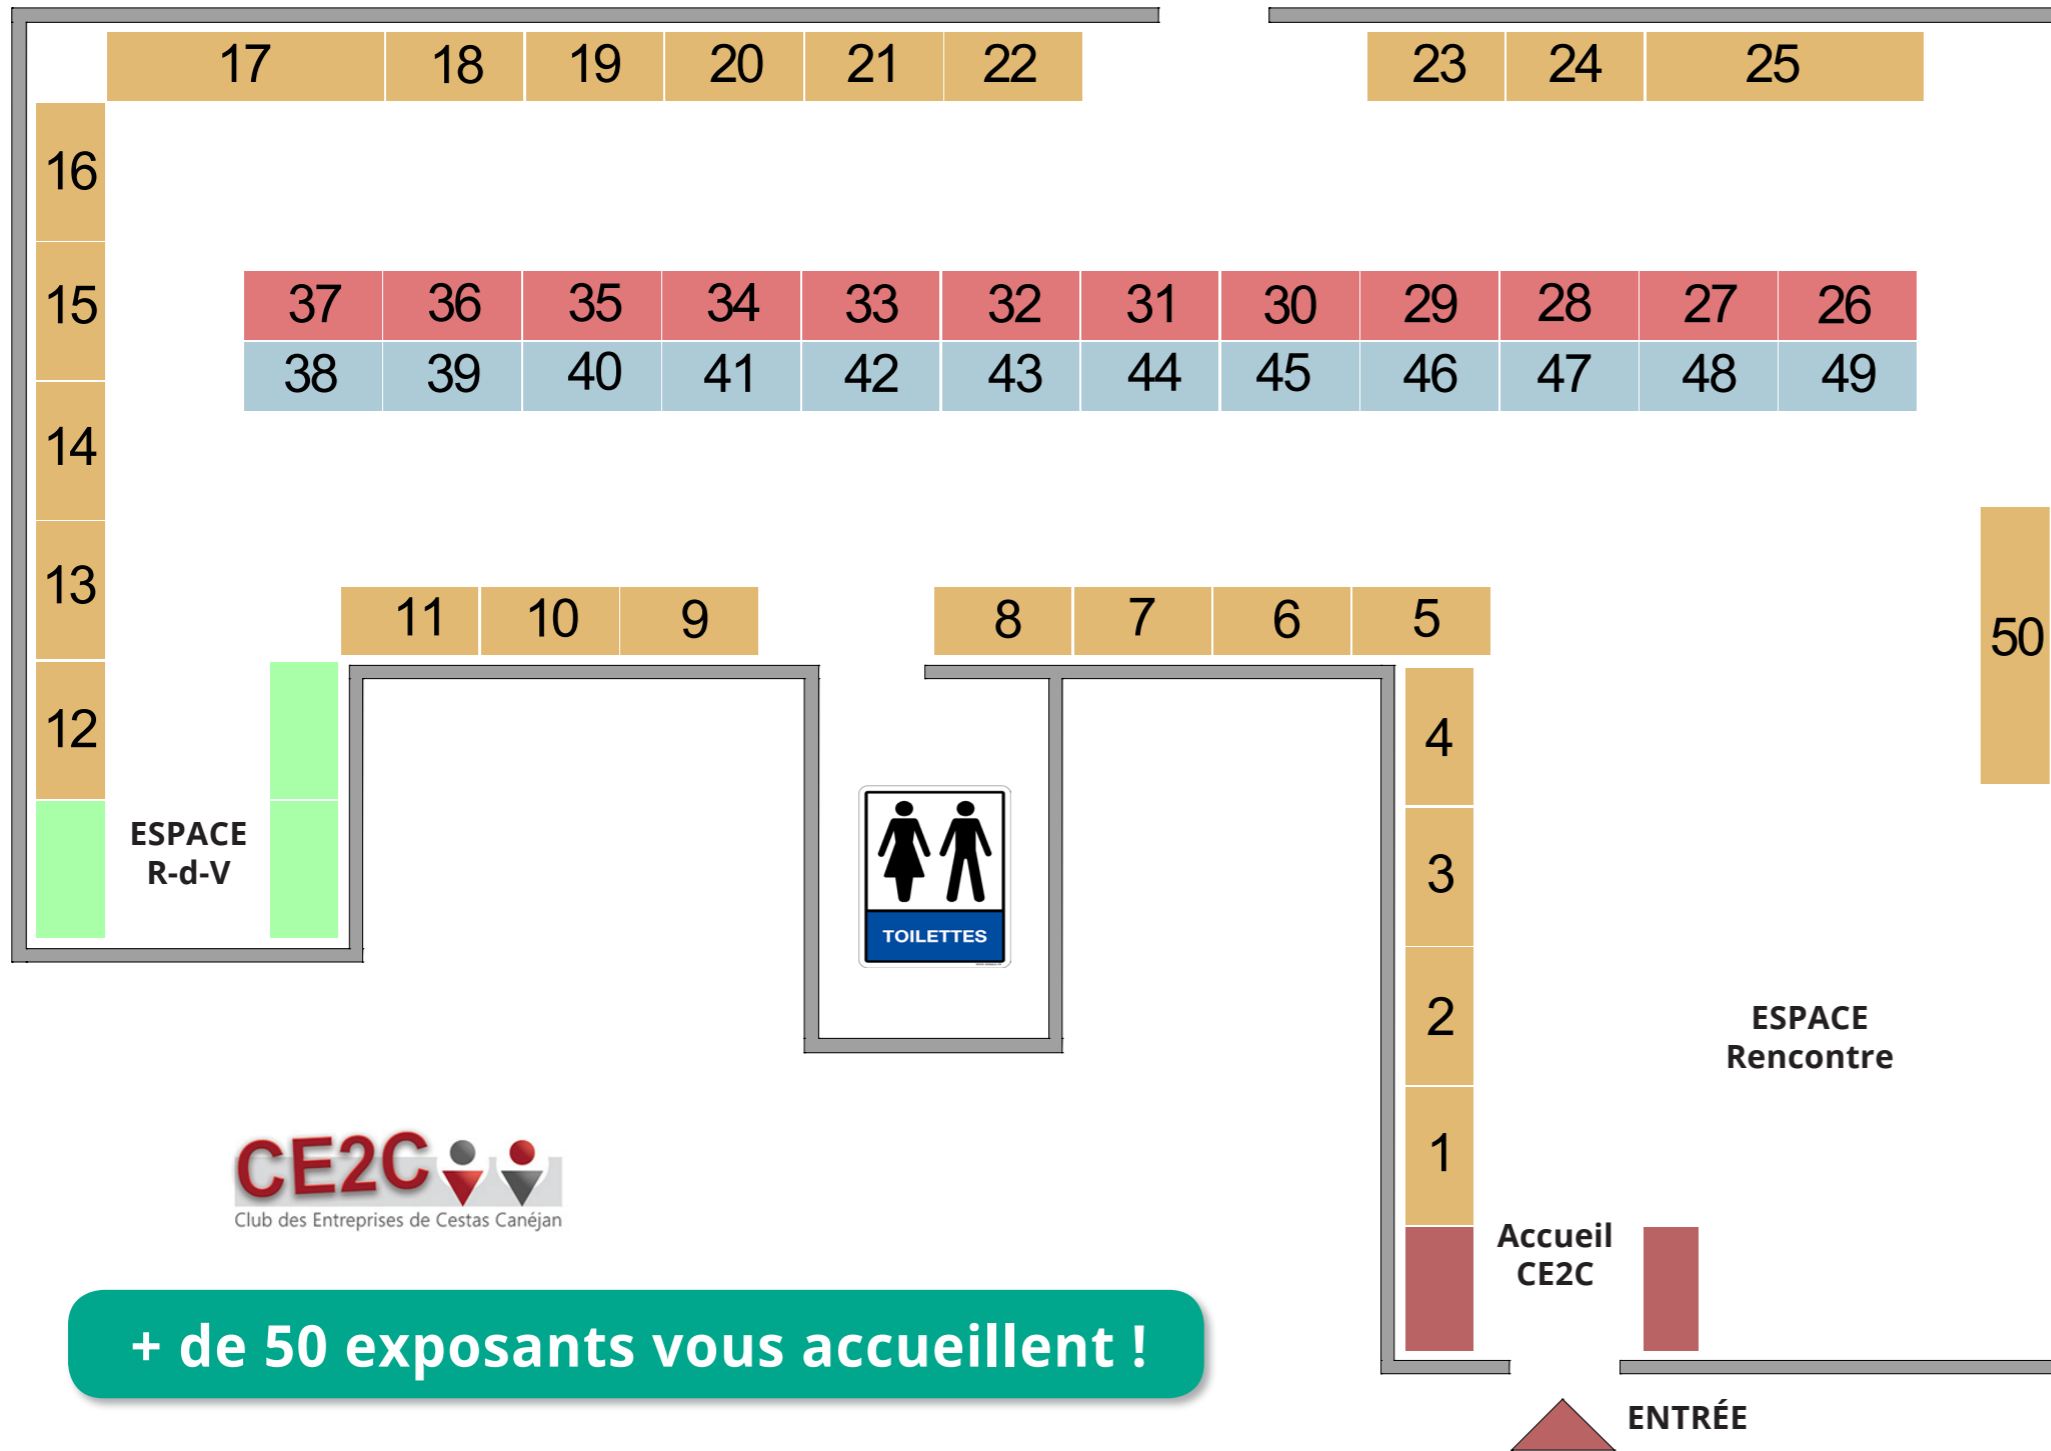 17 18 19 20 21 22 23 24 25
16
15
14
13
12
37 36 35 34 33 32 31 30 29 28 27 26
38 39 40 41 42 43 44 45 46 47 48 49
11 10 9 8 7 6 5
50
4
3
2
1
ESPACE
R-d-V
TOILETTES
ESPACE
Rencontre
Accueil
CE2C
CE2C
Club des Entreprises de Cestas Canéjan
+ de 50 exposants vous accueillent !
ENTRÉE